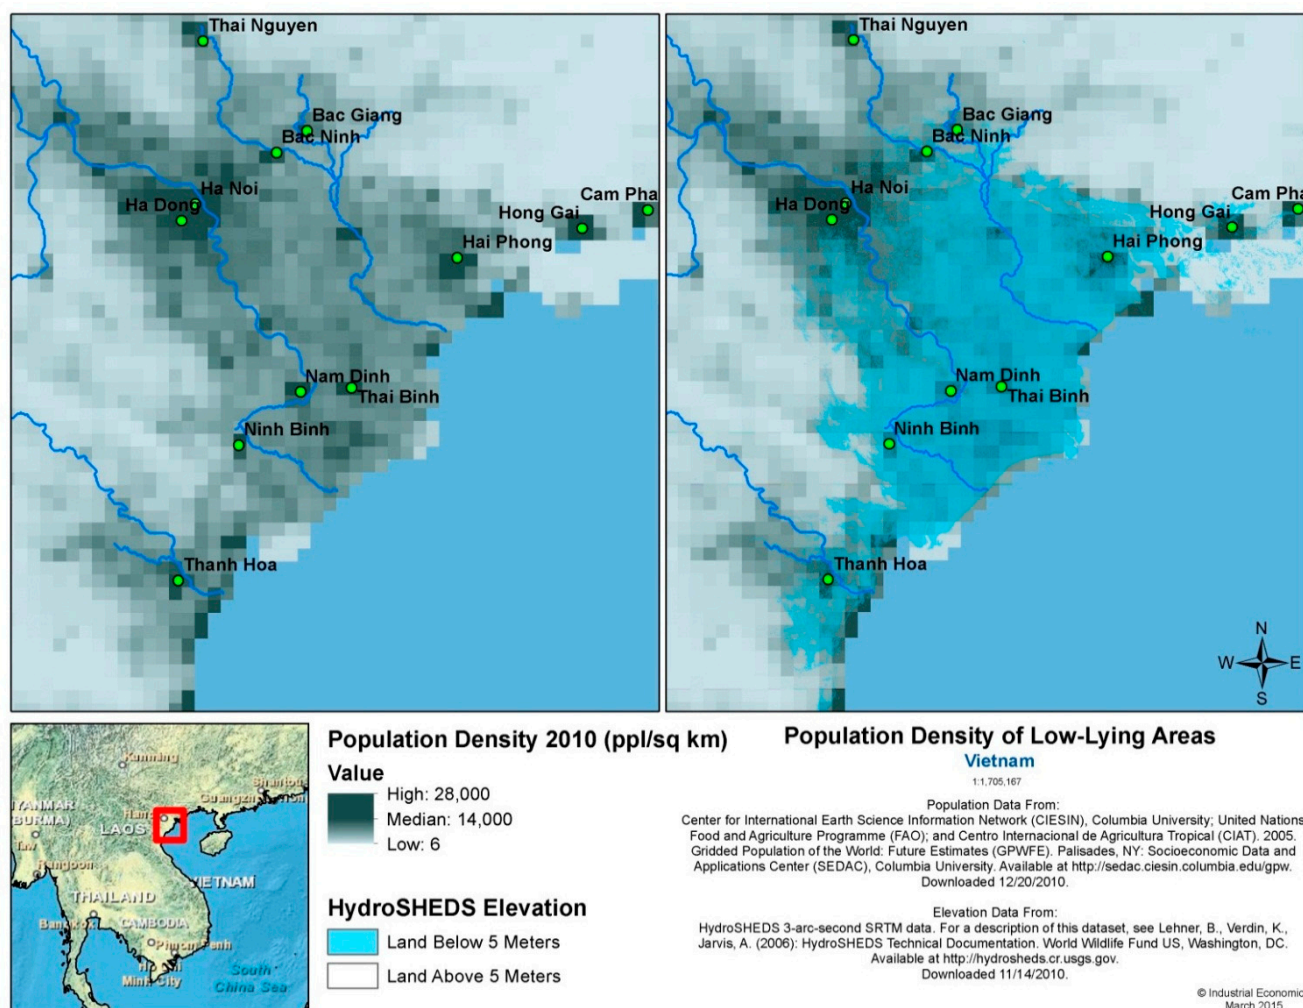 Thai Nguyen
Bac Giang
Bac Ninh
Ha Noi
Ha Dong
Cam Pha
Hong Gai
Hai Phong
Nam Dinh
Thai Binh
Ninh Binh
Thanh Hoa
Thai Nguyen
Bac Giang
Bac Ninh
Ha Noi
Ha Dong
Cam Pha
Hong Gai
Hai Phong
Nam Dinh
Thai Binh
Ninh Binh
Thanh Hoa
N
W E
S
Kunming
Shantou
MYANMAR
(BURMA)
LAOS
Rangoon
VIETNAM
THAILAND
CAMBODIA
Phnom Penh
Minh City
South
China Sea
Population Density 2010 (ppl/sq km)
Value
High: 28,000
Median: 14,000
Low: 6
HydroSHEDS Elevation
Land Below 5 Meters
Land Above 5 Meters
Population Density of Low-Lying Areas
Vietnam
1:1,705,167
Population Data From:
Center for International Earth Science Information Network (CIESIN), Columbia University; United Nations
Food and Agriculture Programme (FAO); and Centro Internacional de Agricultura Tropical (CIAT). 2005.
Gridded Population of the World: Future Estimates (GPWFE). Palisades, NY: Socioeconomic Data and
Applications Center (SEDAC), Columbia University. Available at http://sedac.ciesin.columbia.edu/gpw.
Downloaded 12/20/2010.
Elevation Data From:
HydroSHEDS 3-arc-second SRTM data. For a description of this dataset, see Lehner, B., Verdin, K.,
Jarvis, A. (2006): HydroSHEDS Technical Documentation. World Wildlife Fund US, Washington, DC.
Available at http://hydrosheds.cr.usgs.gov.
Downloaded 11/14/2010.
© Industrial Economic
March 2015